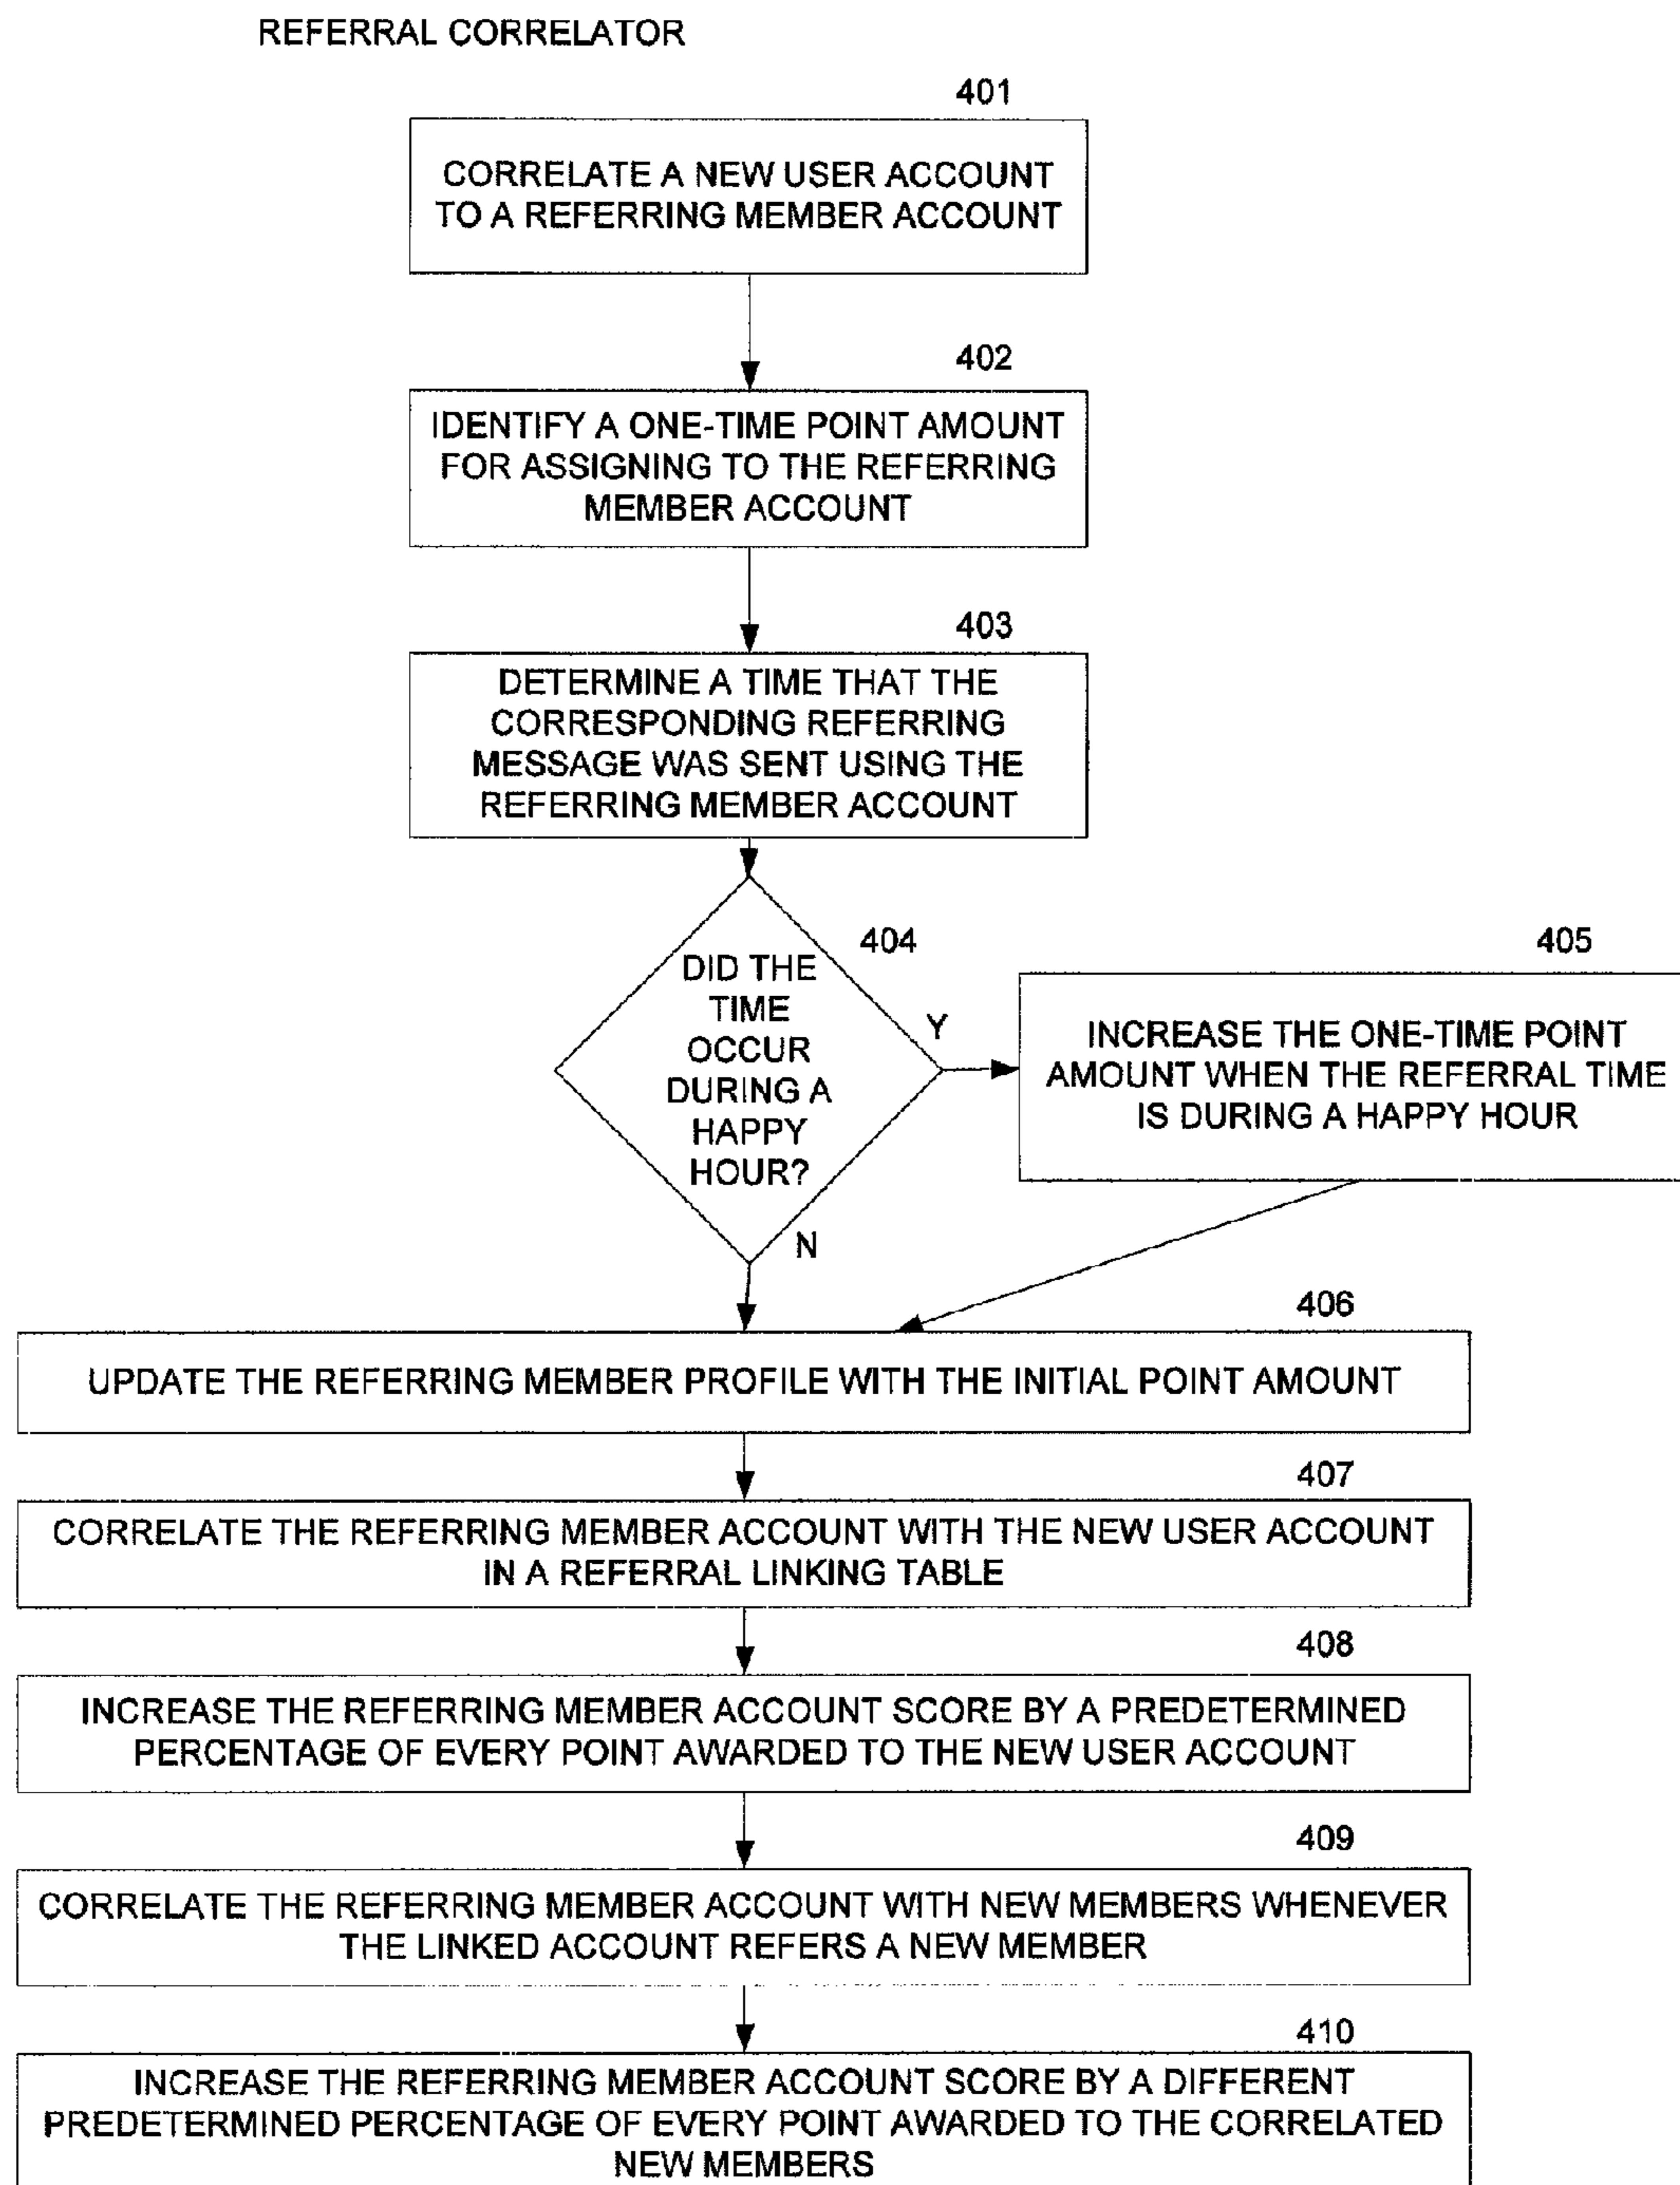 REFERRAL CORRELATOR
401
CORRELATE A NEW USER ACCOUNT
TO A REFERRING MEMBER ACCOUNT
402
IDENTIFY A ONE-TIME POINT AMOUNT
FOR ASSIGNING TO THE REFERRING
MEMBER ACCOUNT
403
DETERMINE A TIME THAT THE
CORRESPONDING REFERRING
MESSAGE WAS SENT USING THE
REFERRING MEMBER ACCOUNT
404
DID THE
TIME
OCCUR
DURING A
HAPPY
HOUR?
Y
N
405
INCREASE THE ONE-TIME POINT
AMOUNT WHEN THE REFERRAL TIME
IS DURING A HAPPY HOUR
406
UPDATE THE REFERRING MEMBER PROFILE WITH THE INITIAL POINT AMOUNT
407
CORRELATE THE REFERRING MEMBER ACCOUNT WITH THE NEW USER ACCOUNT
IN A REFERRAL LINKING TABLE
408
INCREASE THE REFERRING MEMBER ACCOUNT SCORE BY A PREDETERMINED
PERCENTAGE OF EVERY POINT AWARDED TO THE NEW USER ACCOUNT
409
CORRELATE THE REFERRING MEMBER ACCOUNT WITH NEW MEMBERS WHENEVER
THE LINKED ACCOUNT REFERS A NEW MEMBER
410
INCREASE THE REFERRING MEMBER ACCOUNT SCORE BY A DIFFERENT
PREDETERMINED PERCENTAGE OF EVERY POINT AWARDED TO THE CORRELATED
NEW MEMBERS